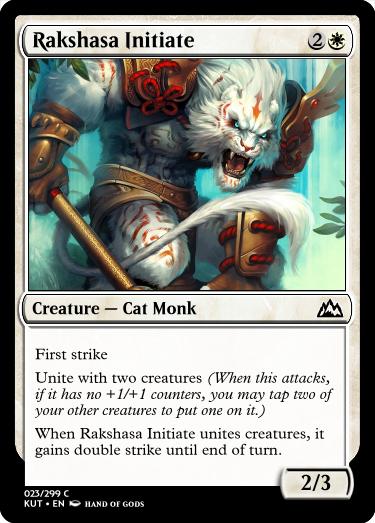 Rakshasa Initiate 2
Creature — Cat Monk
First strike
Unite with two creatures (When this attacks,
if it has no +1/+1 counters, you may tap two of
your other creatures to put one on it.)
When Rakshasa Initiate unites creatures, it
gains double strike until end of turn.
2/3
023/299 C
KUT • EN HAND OF GODS